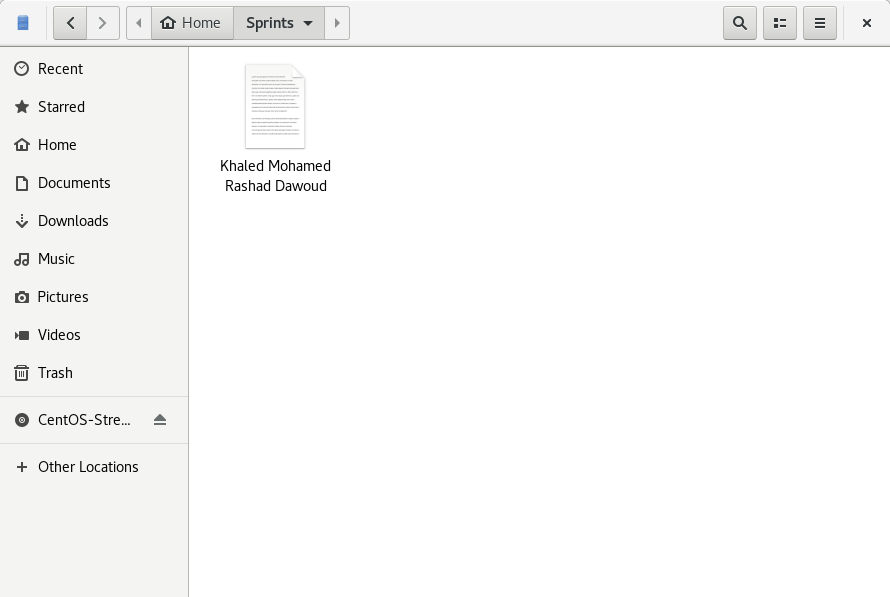 Home
Sprints
Recent
Starred
Home
Documents
Downloads
Music
Pictures
Videos
Trash
CentOS-Stre...
Other Locations
Khaled Mohamed
Rashad Dawoud